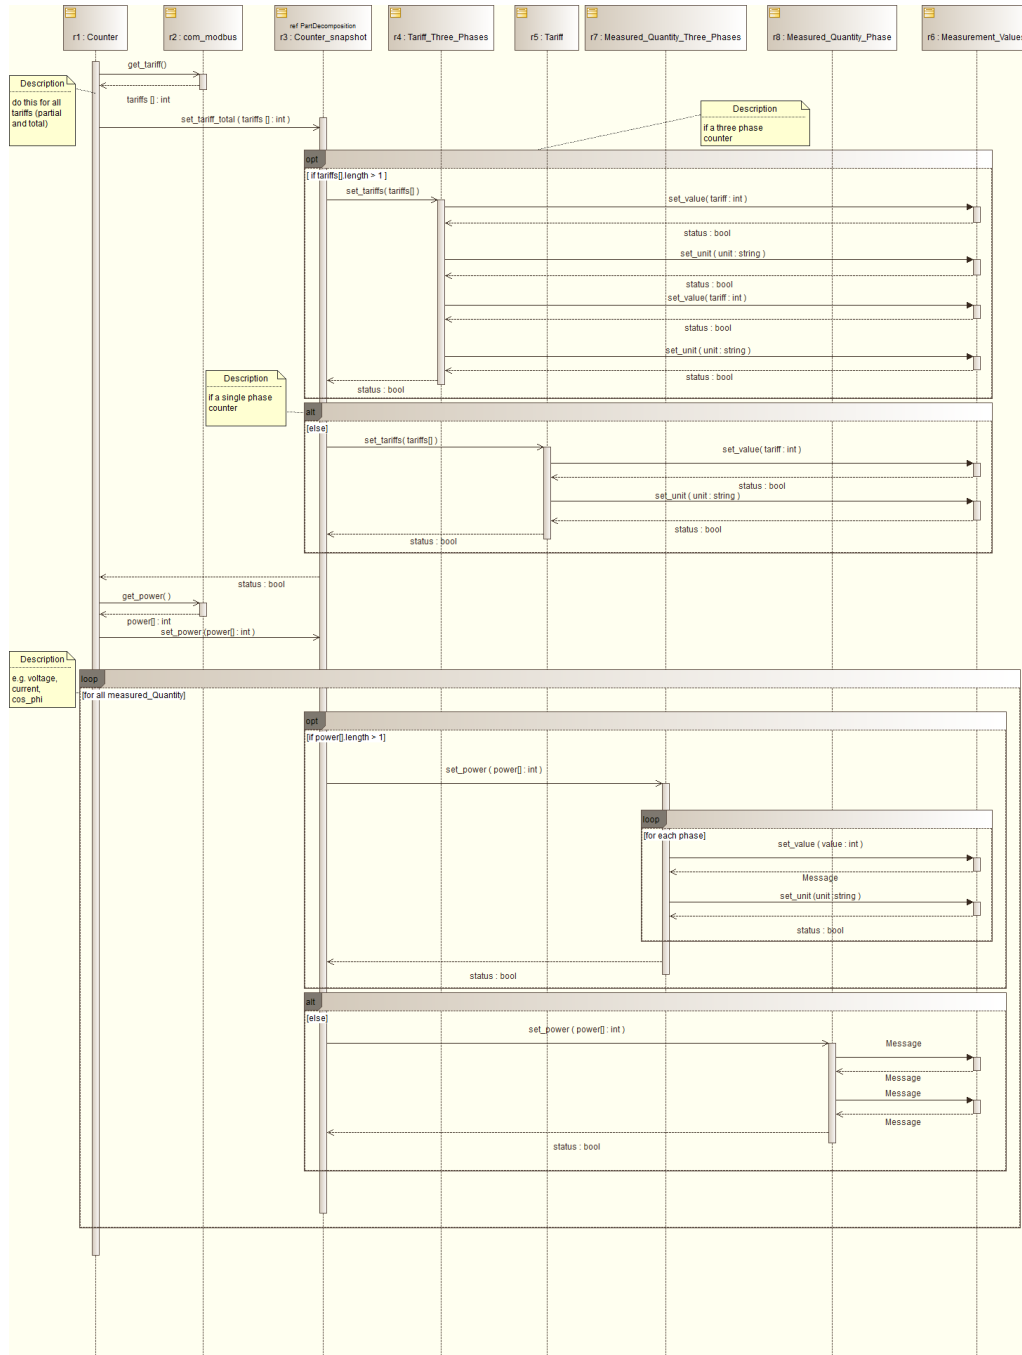 r1 : Counter
r2 : com_modbus
ref PartDecomposition
r3 : Counter_snapshot
r4 : Tariff_Three_Phases
r5 : Tariff
r7 : Measured_Quantity_Three_Phases
r8 : Measured_Quantity_Phase
r6 : Measurement_Values
get_tariff()
Description
do this for all
tariffs (partial
and total)
tariffs [] : int
set_tariff_total ( tariffs [] : int )
Description
if a three phase
counter
opt
[ if tariffs[].length > 1 ]
set_tariffs( tariffs[] )
set_value( tariff : int )
status : bool
set_unit ( unit : string )
status : bool
set_value( tariff : int )
status : bool
set_unit ( unit : string )
status : bool
status : bool
Description
if a single phase
counter
alt
[else]
set_tariffs( tariffs[] )
set_value( tariff : int )
status : bool
set_unit ( unit : string )
status : bool
status : bool
status : bool
get_power( )
power[] : int
set_power (power[] : int )
Description
e.g. voltage,
current,
cos_phi
loop
[for all measured_Quantity]
opt
[if power[].length > 1]
set_power ( power[] : int )
loop
[for each phase]
set_value ( value : int )
Message
set_unit (unit :string )
status : bool
status : bool
alt
[else]
set_power ( power[] : int )
Message
Message
Message
Message
status : bool